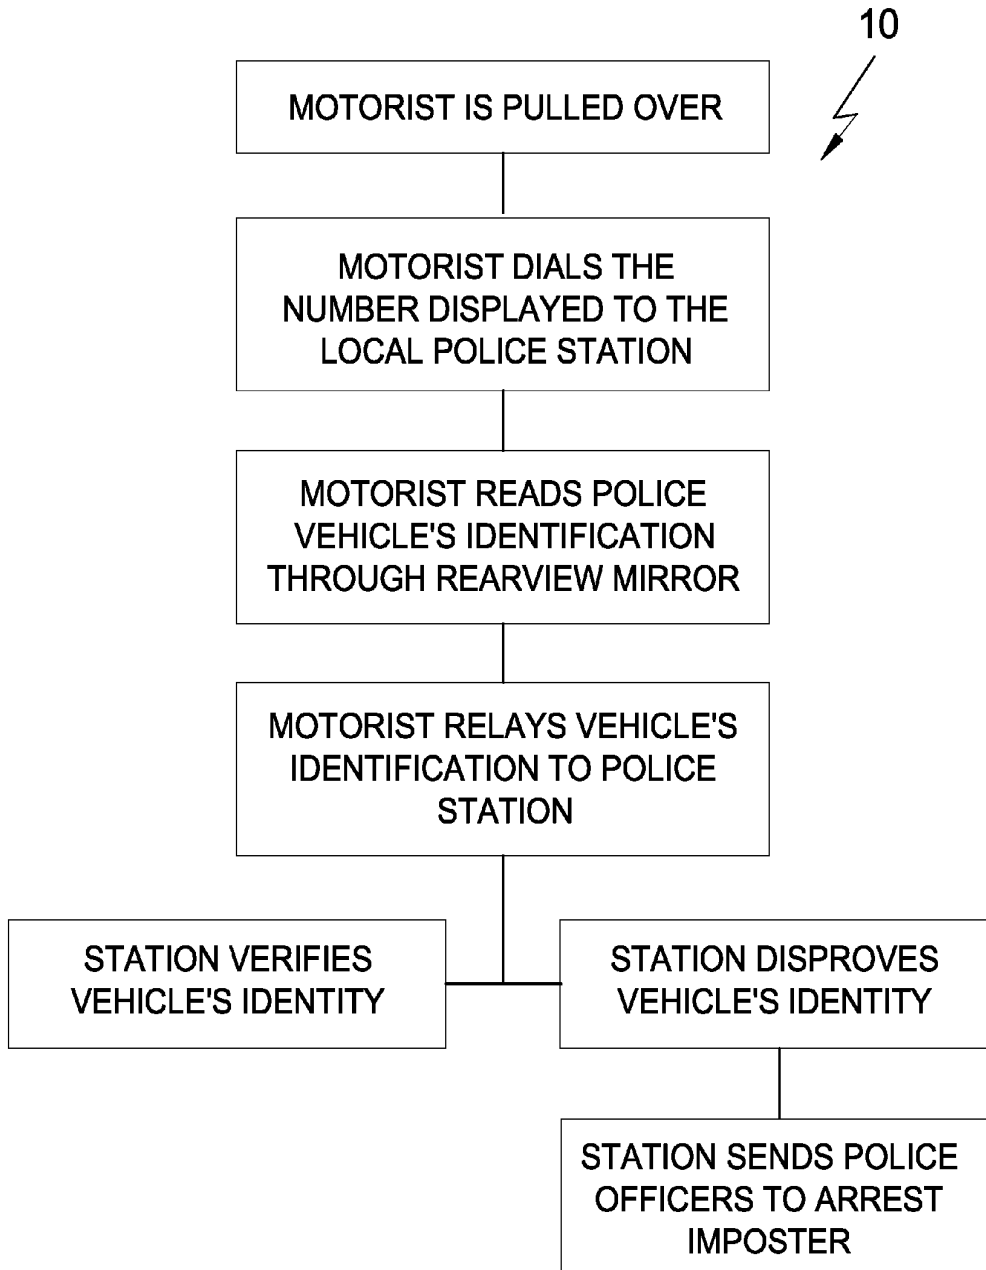 10
MOTORIST IS PULLED OVER
MOTORIST DIALS THE
NUMBER DISPLAYED TO THE
LOCAL POLICE STATION
MOTORIST READS POLICE
VEHICLE'S IDENTIFICATION
THROUGH REARVIEW MIRROR
MOTORIST RELAYS VEHICLE'S
IDENTIFICATION TO POLICE
STATION
STATION VERIFIES
VEHICLE'S IDENTITY
STATION DISPROVES
VEHICLE'S IDENTITY
STATION SENDS POLICE
OFFICERS TO ARREST
IMPOSTER